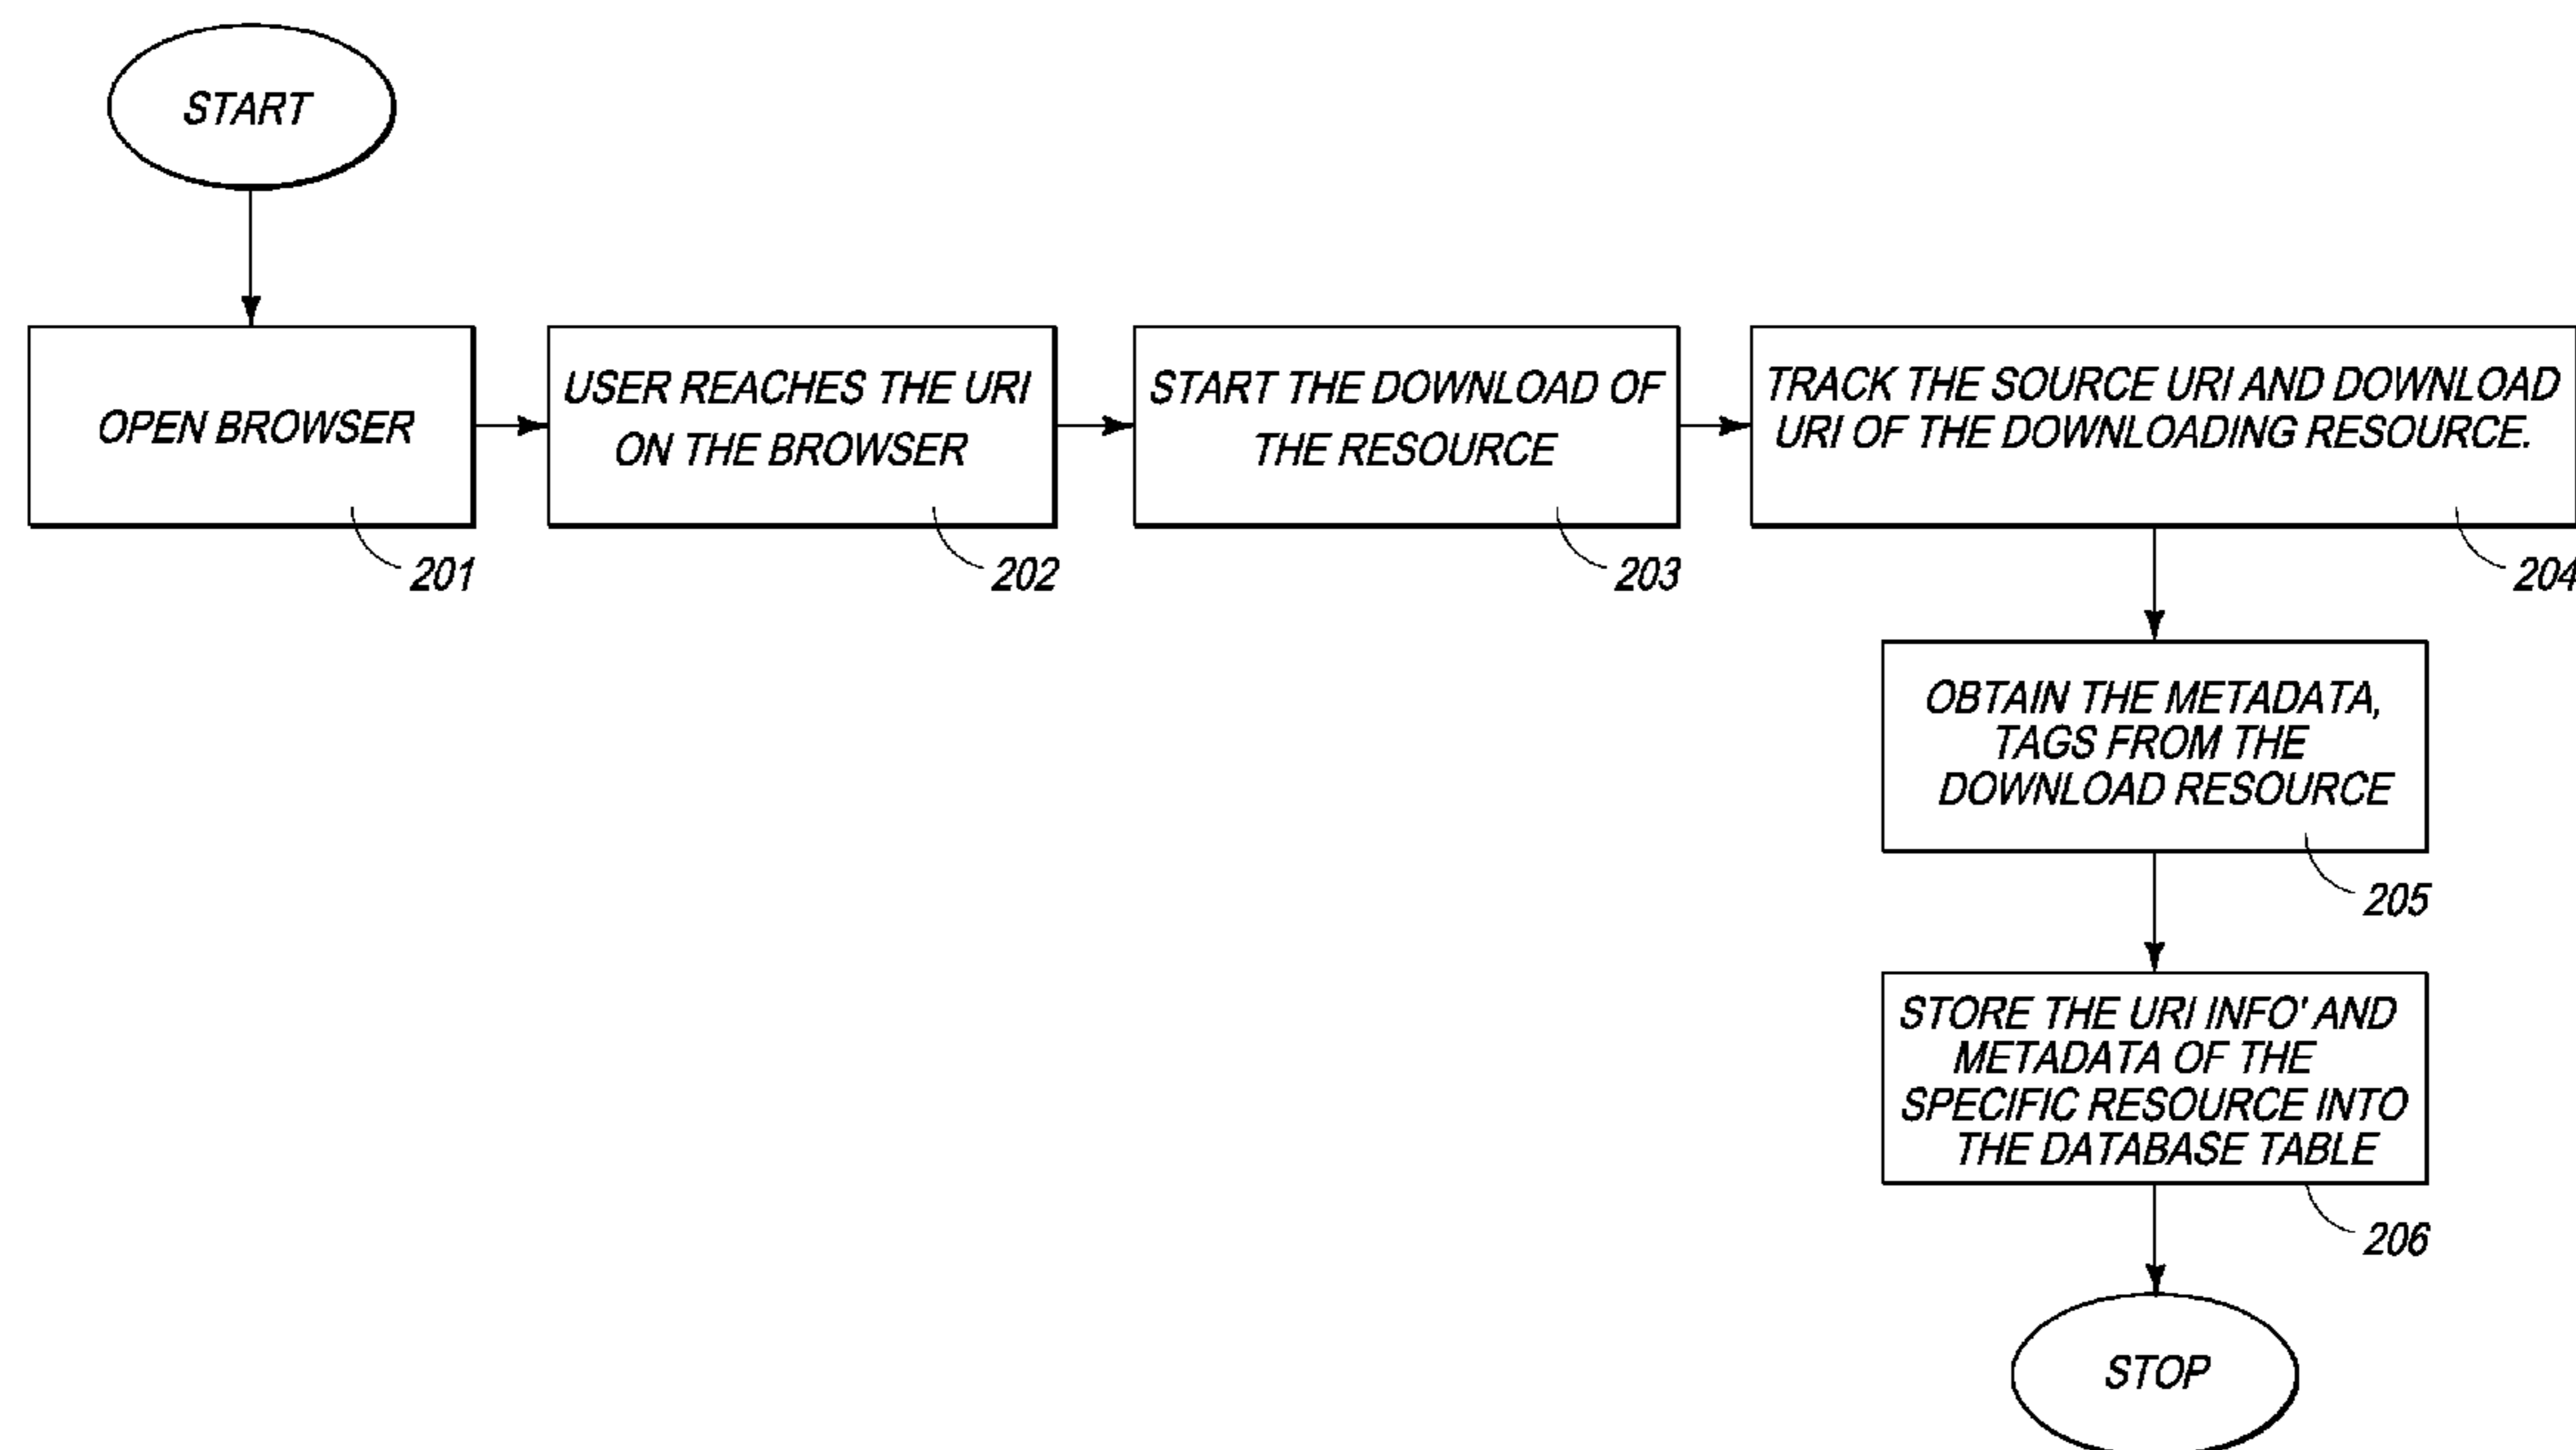 START
OPEN BROWSER
201
USER REACHES THE URI
ON THE BROWSER
202
START THE DOWNLOAD OF
THE RESOURCE
203
TRACK THE SOURCE URI AND DOWNLOAD
URI OF THE DOWNLOADING RESOURCE.
204
OBTAIN THE METADATA,
TAGS FROM THE
DOWNLOAD RESOURCE
205
STORE THE URI INFO' AND
METADATA OF THE
SPECIFIC RESOURCE INTO
THE DATABASE TABLE
206
STOP